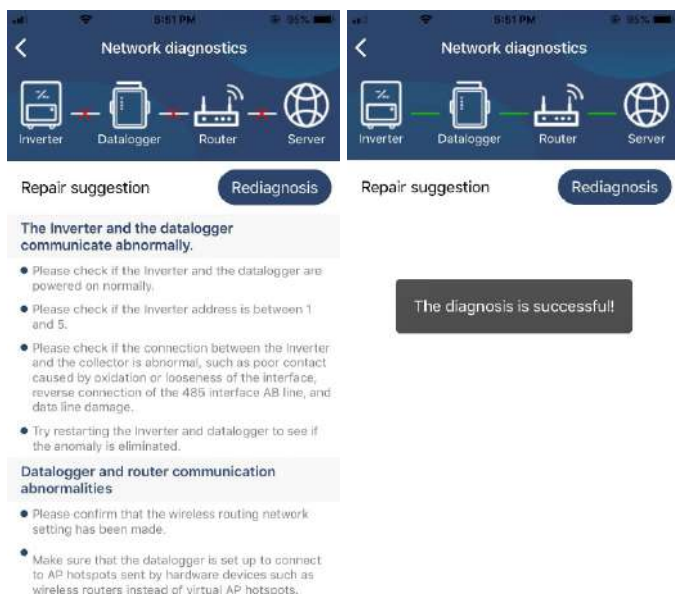 5:51 PM
95%
Network diagnostics
Inverter
Datalogger
Router
Server
Repair suggestion
Rediagnosis
The Inverter and the datalogger
communicate abnormally.
Please check if the Inverter and the datalogger are
powered on normally.
Please check if the Inverter address is between 1
and 5.
Please check if the connection between the Inverter
and the collector is abnormal, such as poor contact
caused by oxidation or looseness of the interface,
reverse connection of the 485 interface AB line, and
data line damage.
Try restarting the Inverter and datalogger to see if
the anomaly is eliminated.
Datalogger and router communication
abnormalities
Please confirm that the wireless routing network
setting has been made.
Make sure that the datalogger is set up to connect
to AP hotspots sent by hardware devices such as
wireless routers instead of virtual AP hotspots.
5:51 PM
95%
Network diagnostics
Inverter
Datalogger
Router
Server
Repair suggestion
Rediagnosis
The diagnosis is successful!